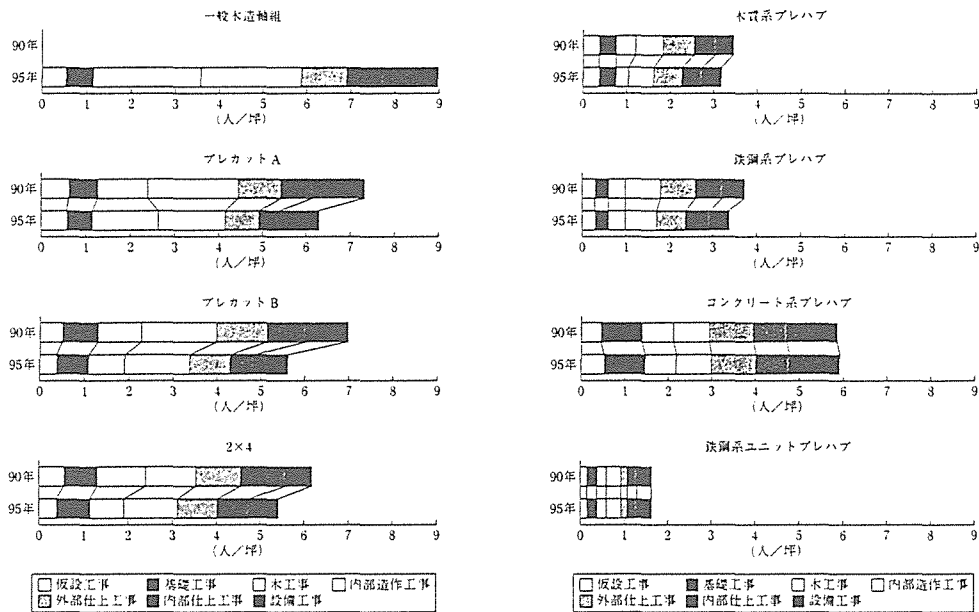 一般木造軸組
90年
95年
0 1 2 3 4 5 6 7 8 9
(人/坪)
プレカットA
90年
95年
0 1 2 3 4 5 6 7 8 9
(人/坪)
プレカットB
90年
95年
0 1 2 3 4 5 6 7 8 9
(人/坪)
2×4
90年
95年
0 1 2 3 4 5 6 7 8 9
(人/坪)
仮設工事 基礎工事 木工事 内部造作工事
外部仕上工事 内部仕上工事 設備工事
木質系プレハブ
90年
95年
0 1 2 3 4 5 6 7 8 9
(人/坪)
鉄鋼系プレハブ
90年
95年
0 1 2 3 4 5 6 7 8 9
(人/坪)
コンクリート系プレハブ
90年
95年
0 1 2 3 4 5 6 7 8 9
(人/坪)
鉄鋼系ユニットプレハブ
90年
95年
0 1 2 3 4 5 6 7 8 9
(人/坪)
仮設工事 基礎工事 木工事 内部造作工事
外部仕上工事 内部仕上工事 設備工事